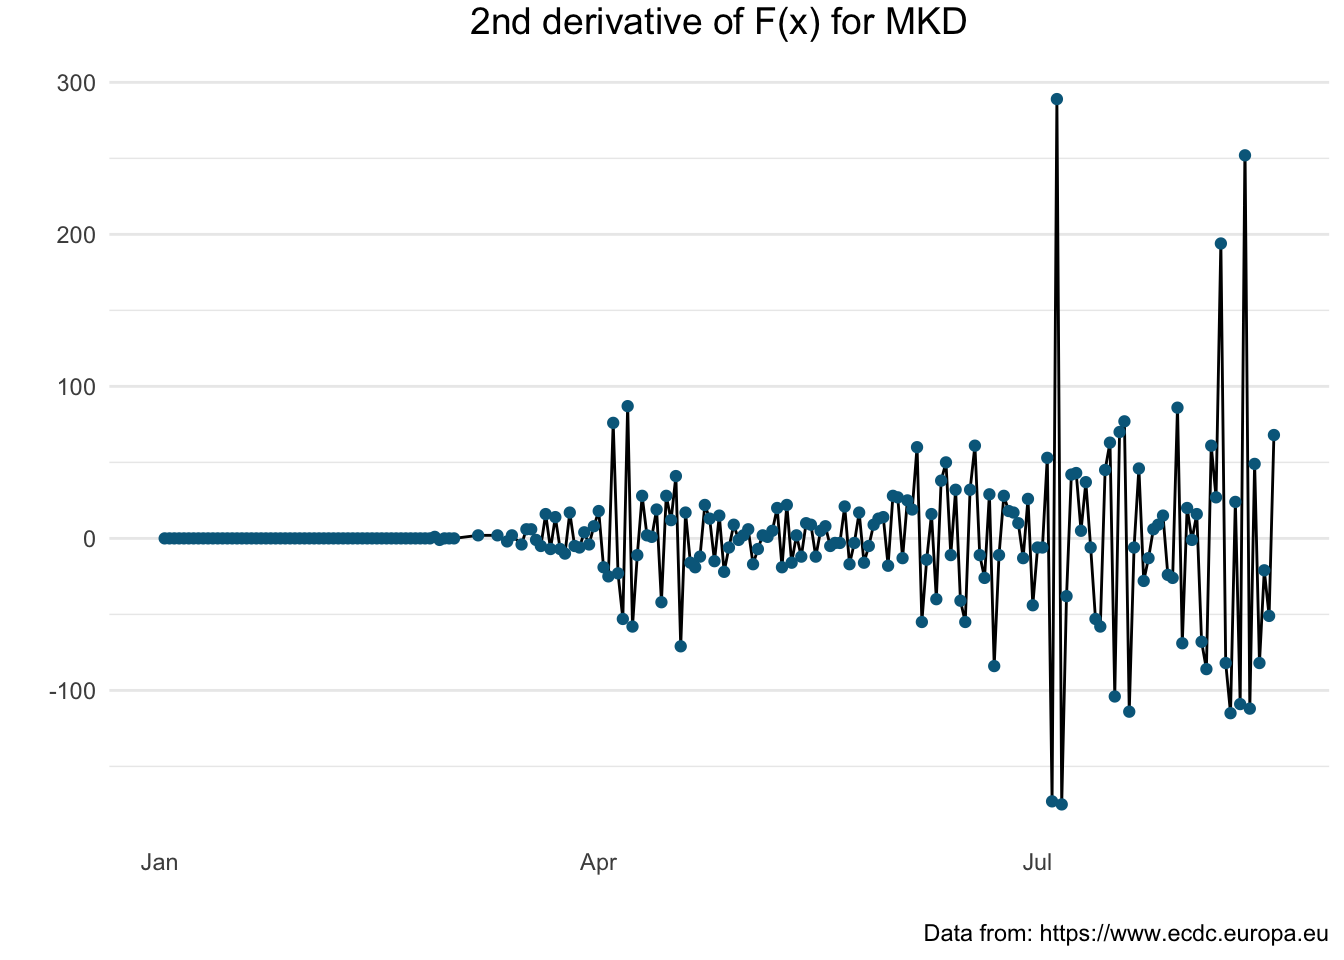 2nd derivative of F(x) for MKD
300
200
100
0
-100
Jan Apr Jul
Data from: https://www.ecdc.europa.eu